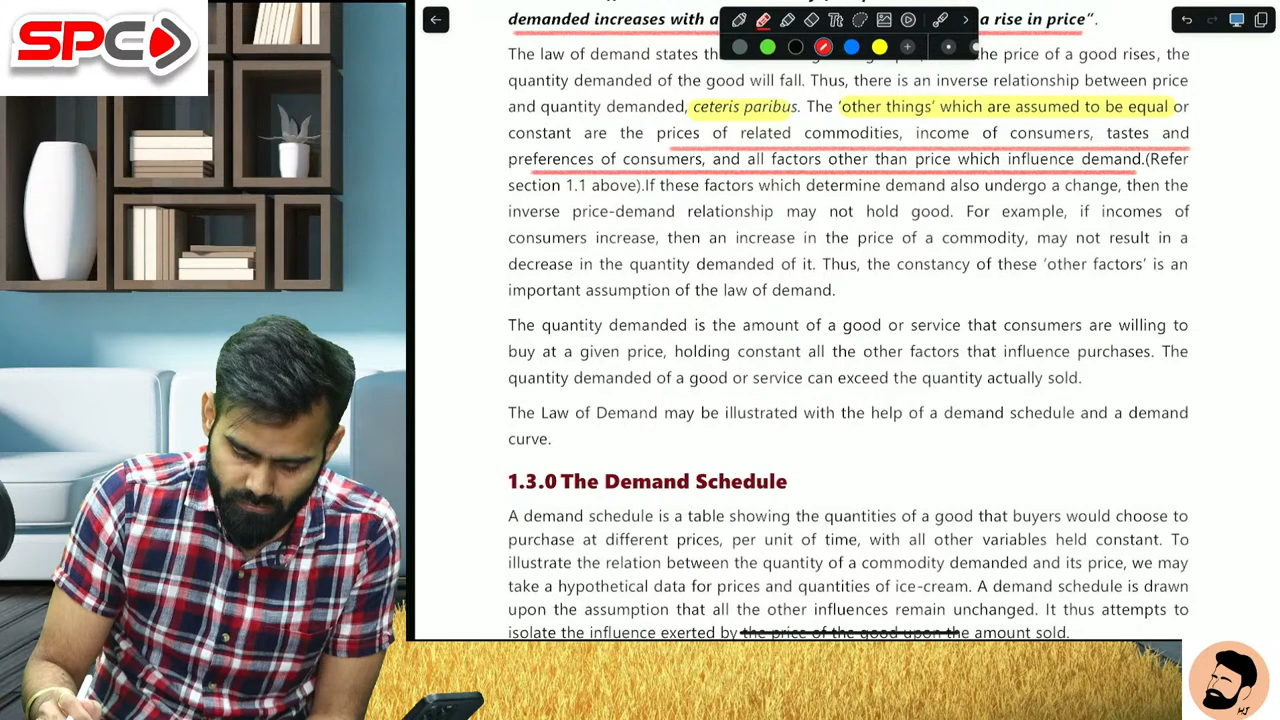 SPC
demanded increases with a a rise in price”.
The law of demand states the price of a good rises, the
quantity demanded of the good will fall. Thus, there is an inverse relationship between price
and quantity demanded, ceteris paribus. The ‘other things’ which are assumed to be equal or
constant are the prices of related commodities, income of consumers, tastes and
preferences of consumers, and all factors other than price which influence demand.(Refer
section 1.1 above).If these factors which determine demand also undergo a change, then the
inverse price-demand relationship may not hold good. For example, if incomes of
consumers increase, then an increase in the price of a commodity, may not result in a
decrease in the quantity demanded of it. Thus, the constancy of these ‘other factors’ is an
important assumption of the law of demand.
The quantity demanded is the amount of a good or service that consumers are willing to
buy at a given price, holding constant all the other factors that influence purchases. The
quantity demanded of a good or service can exceed the quantity actually sold.
The Law of Demand may be illustrated with the help of a demand schedule and a demand
curve.
1.3.0 The Demand Schedule
A demand schedule is a table showing the quantities of a good that buyers would choose to
purchase at different prices, per unit of time, with all other variables held constant. To
illustrate the relation between the quantity of a commodity demanded and its price, we may
take a hypothetical data for prices and quantities of ice-cream. A demand schedule is drawn
upon the assumption that all the other influences remain unchanged. It thus attempts to
isolate the influence exerted by the price of the good upon the amount sold.
HJ